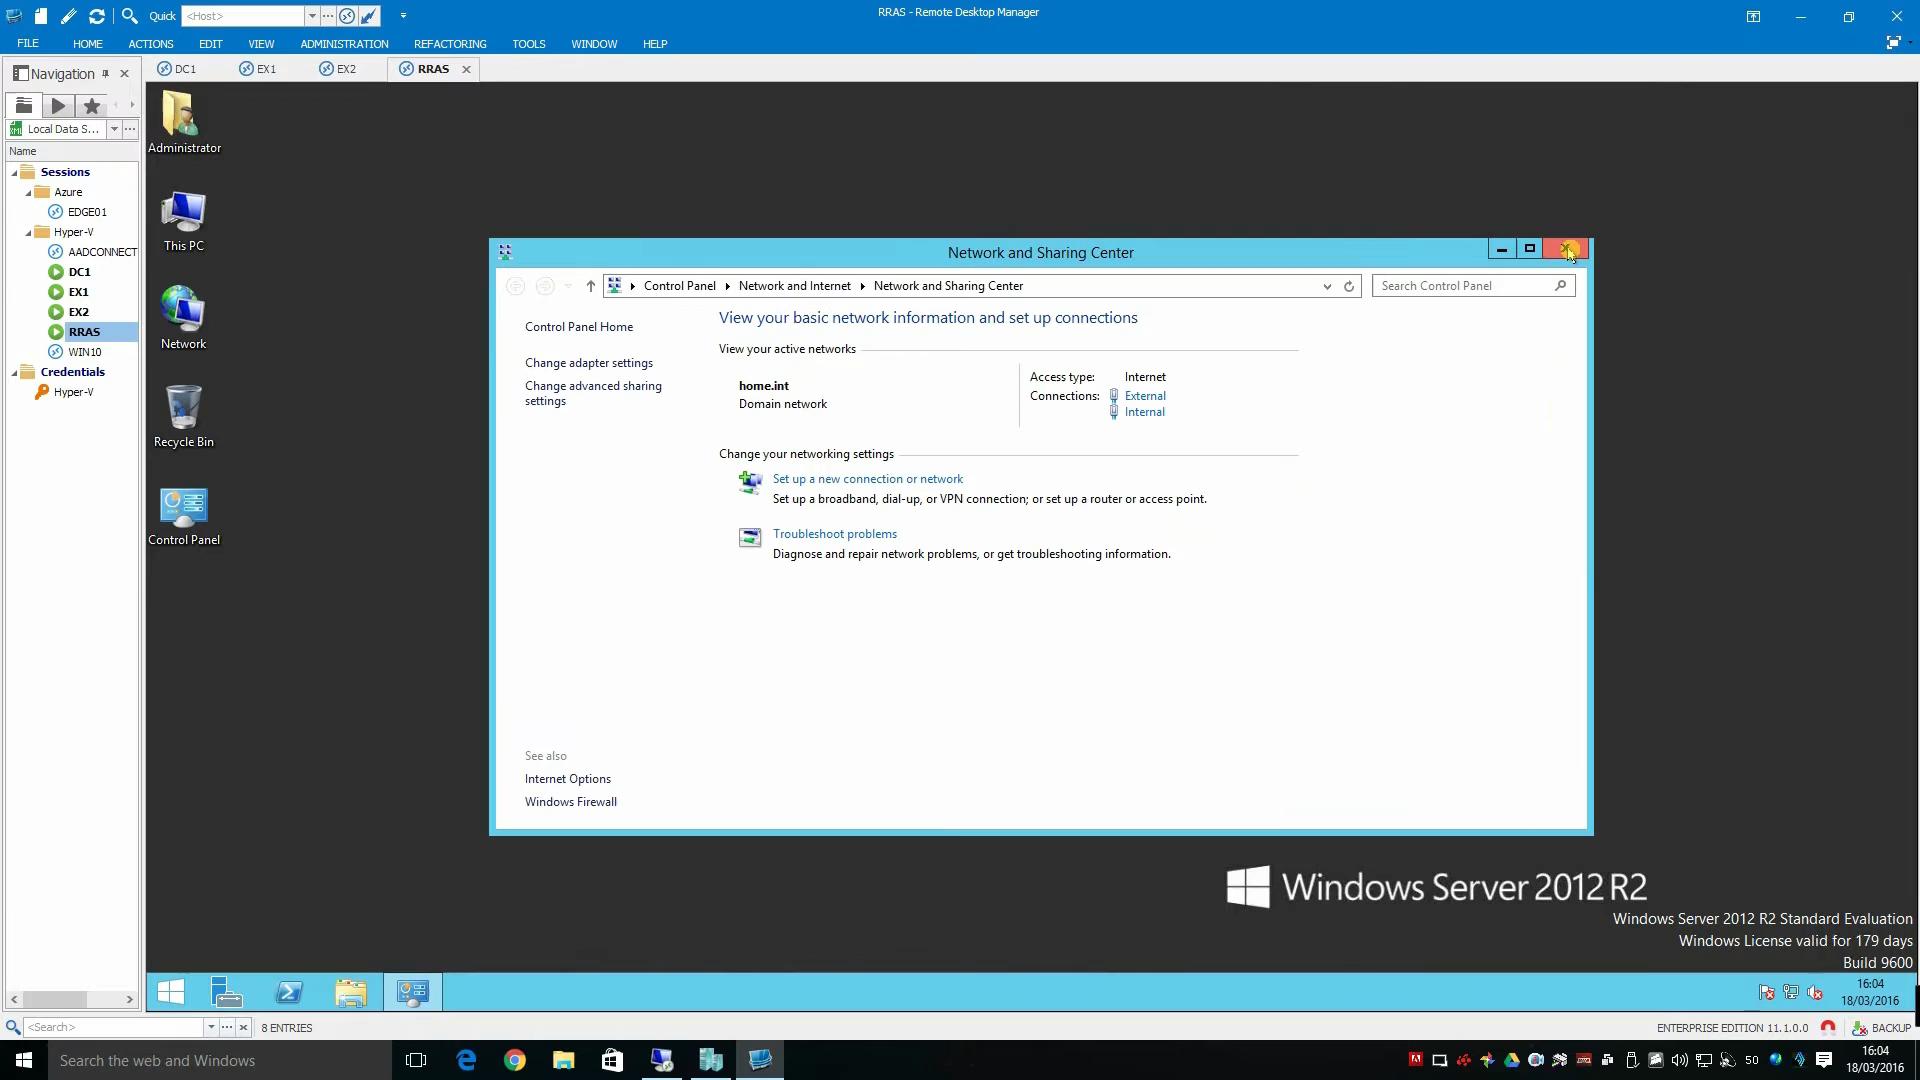 Quick
<Host>
RRAS - Remote Desktop Manager
FILE HOME ACTIONS EDIT VIEW ADMINISTRATION REFACTORING TOOLS WINDOW HELP
Navigation
DC1
EX1
EX2
RRAS
Local Data S...
Name
Sessions
Azure
EDGE01
Hyper-V
AADCONNECT
DC1
EX1
EX2
RRAS
WIN10
Credentials
Hyper-V
Administrator
This PC
Network
Recycle Bin
Control Panel
Network and Sharing Center
Control Panel
Network and Internet
Network and Sharing Center
Search Control Panel
Control Panel Home
Change adapter settings
Change advanced sharing
settings
View your basic network information and set up connections
View your active networks
home.int
Domain network
Access type: Internet
Connections: External
Internal
Change your networking settings
Set up a new connection or network
Set up a broadband, dial-up, or VPN connection; or set up a router or access point.
Troubleshoot problems
Diagnose and repair network problems, or get troubleshooting information.
See also
Internet Options
Windows Firewall
Windows Server 2012 R2
Windows Server 2012 R2 Standard Evaluation
Windows License valid for 179 days
Build 9600
16:04
18/03/2016
<Search>
8 ENTRIES
ENTERPRISE EDITION 11.1.0.0
BACKUP
Search the web and Windows
50
16:04
18/03/2016